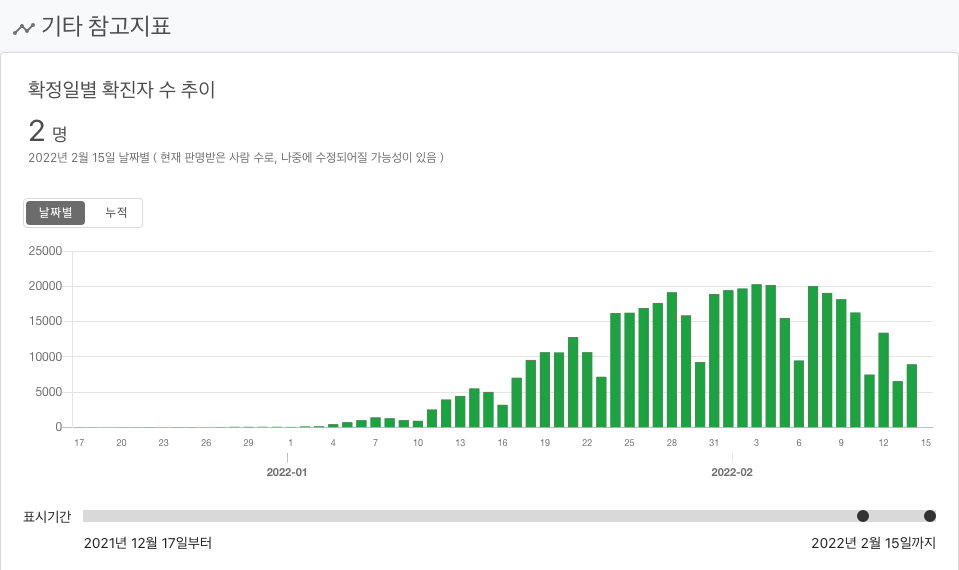 기타 참고지표
확정일별 확진자 수 추이
2 명
2022년 2월 15일 날짜별 ( 현재 판명받은 사람 수로, 나중에 수정되어질 가능성이 있음 )
날짜별 누적
25000
20000
15000
10000
5000
0
17 20 23 26 29 1 4 7 10 13 16 19 22 25 28 31 3 6 9 12 15
2022-01 2022-02
표시기간
2021년 12월 17일부터 2022년 2월 15일까지